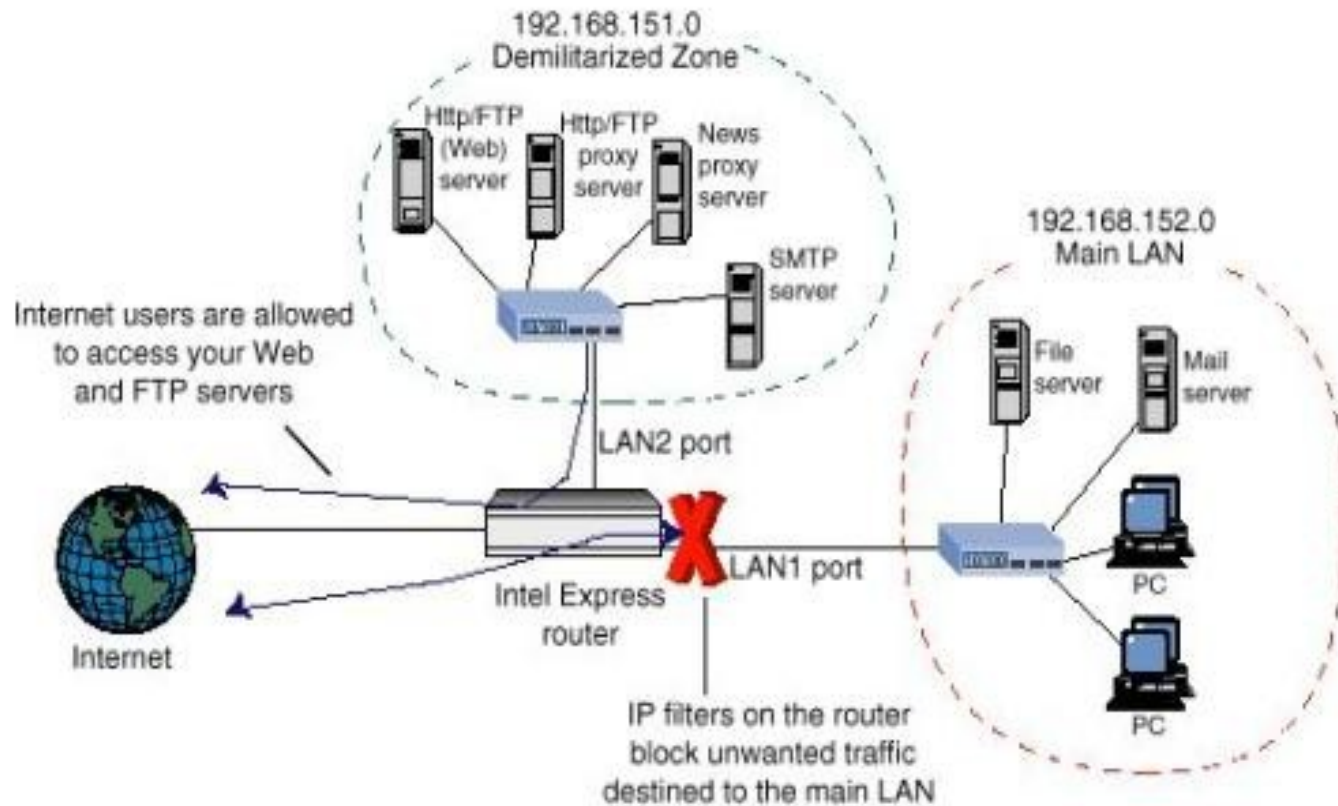 192.168.151.0
Demilitarized Zone
Http/FTP
(Web)
server
Http/FTP
proxy
server
News
proxy
server
SMTP
server
192.168.152.0
Main LAN
File
server
Mail
server
PC
PC
Internet users are allowed
to access your Web
and FTP servers
LAN2 port
LAN1 port
Intel Express
router
Internet
IP filters on the router
block unwanted traffic
destined to the main LAN